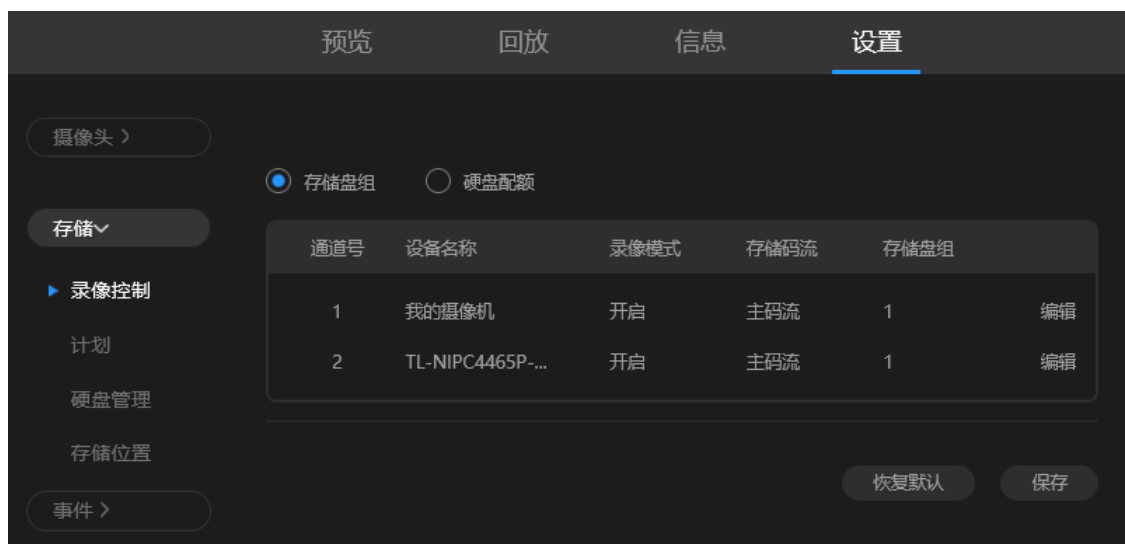 预览 回放 信息 设置
摄像头 >
存储盘组 硬盘配额
存储
通道号 设备名称 录像模式 存储码流 存储盘组
录像控制
1 我的摄像机 开启 主码流 1 编辑
计划
2 TL-NIPC4465P-... 开启 主码流 1 编辑
硬盘管理
存储位置
恢复默认 保存
事件 >